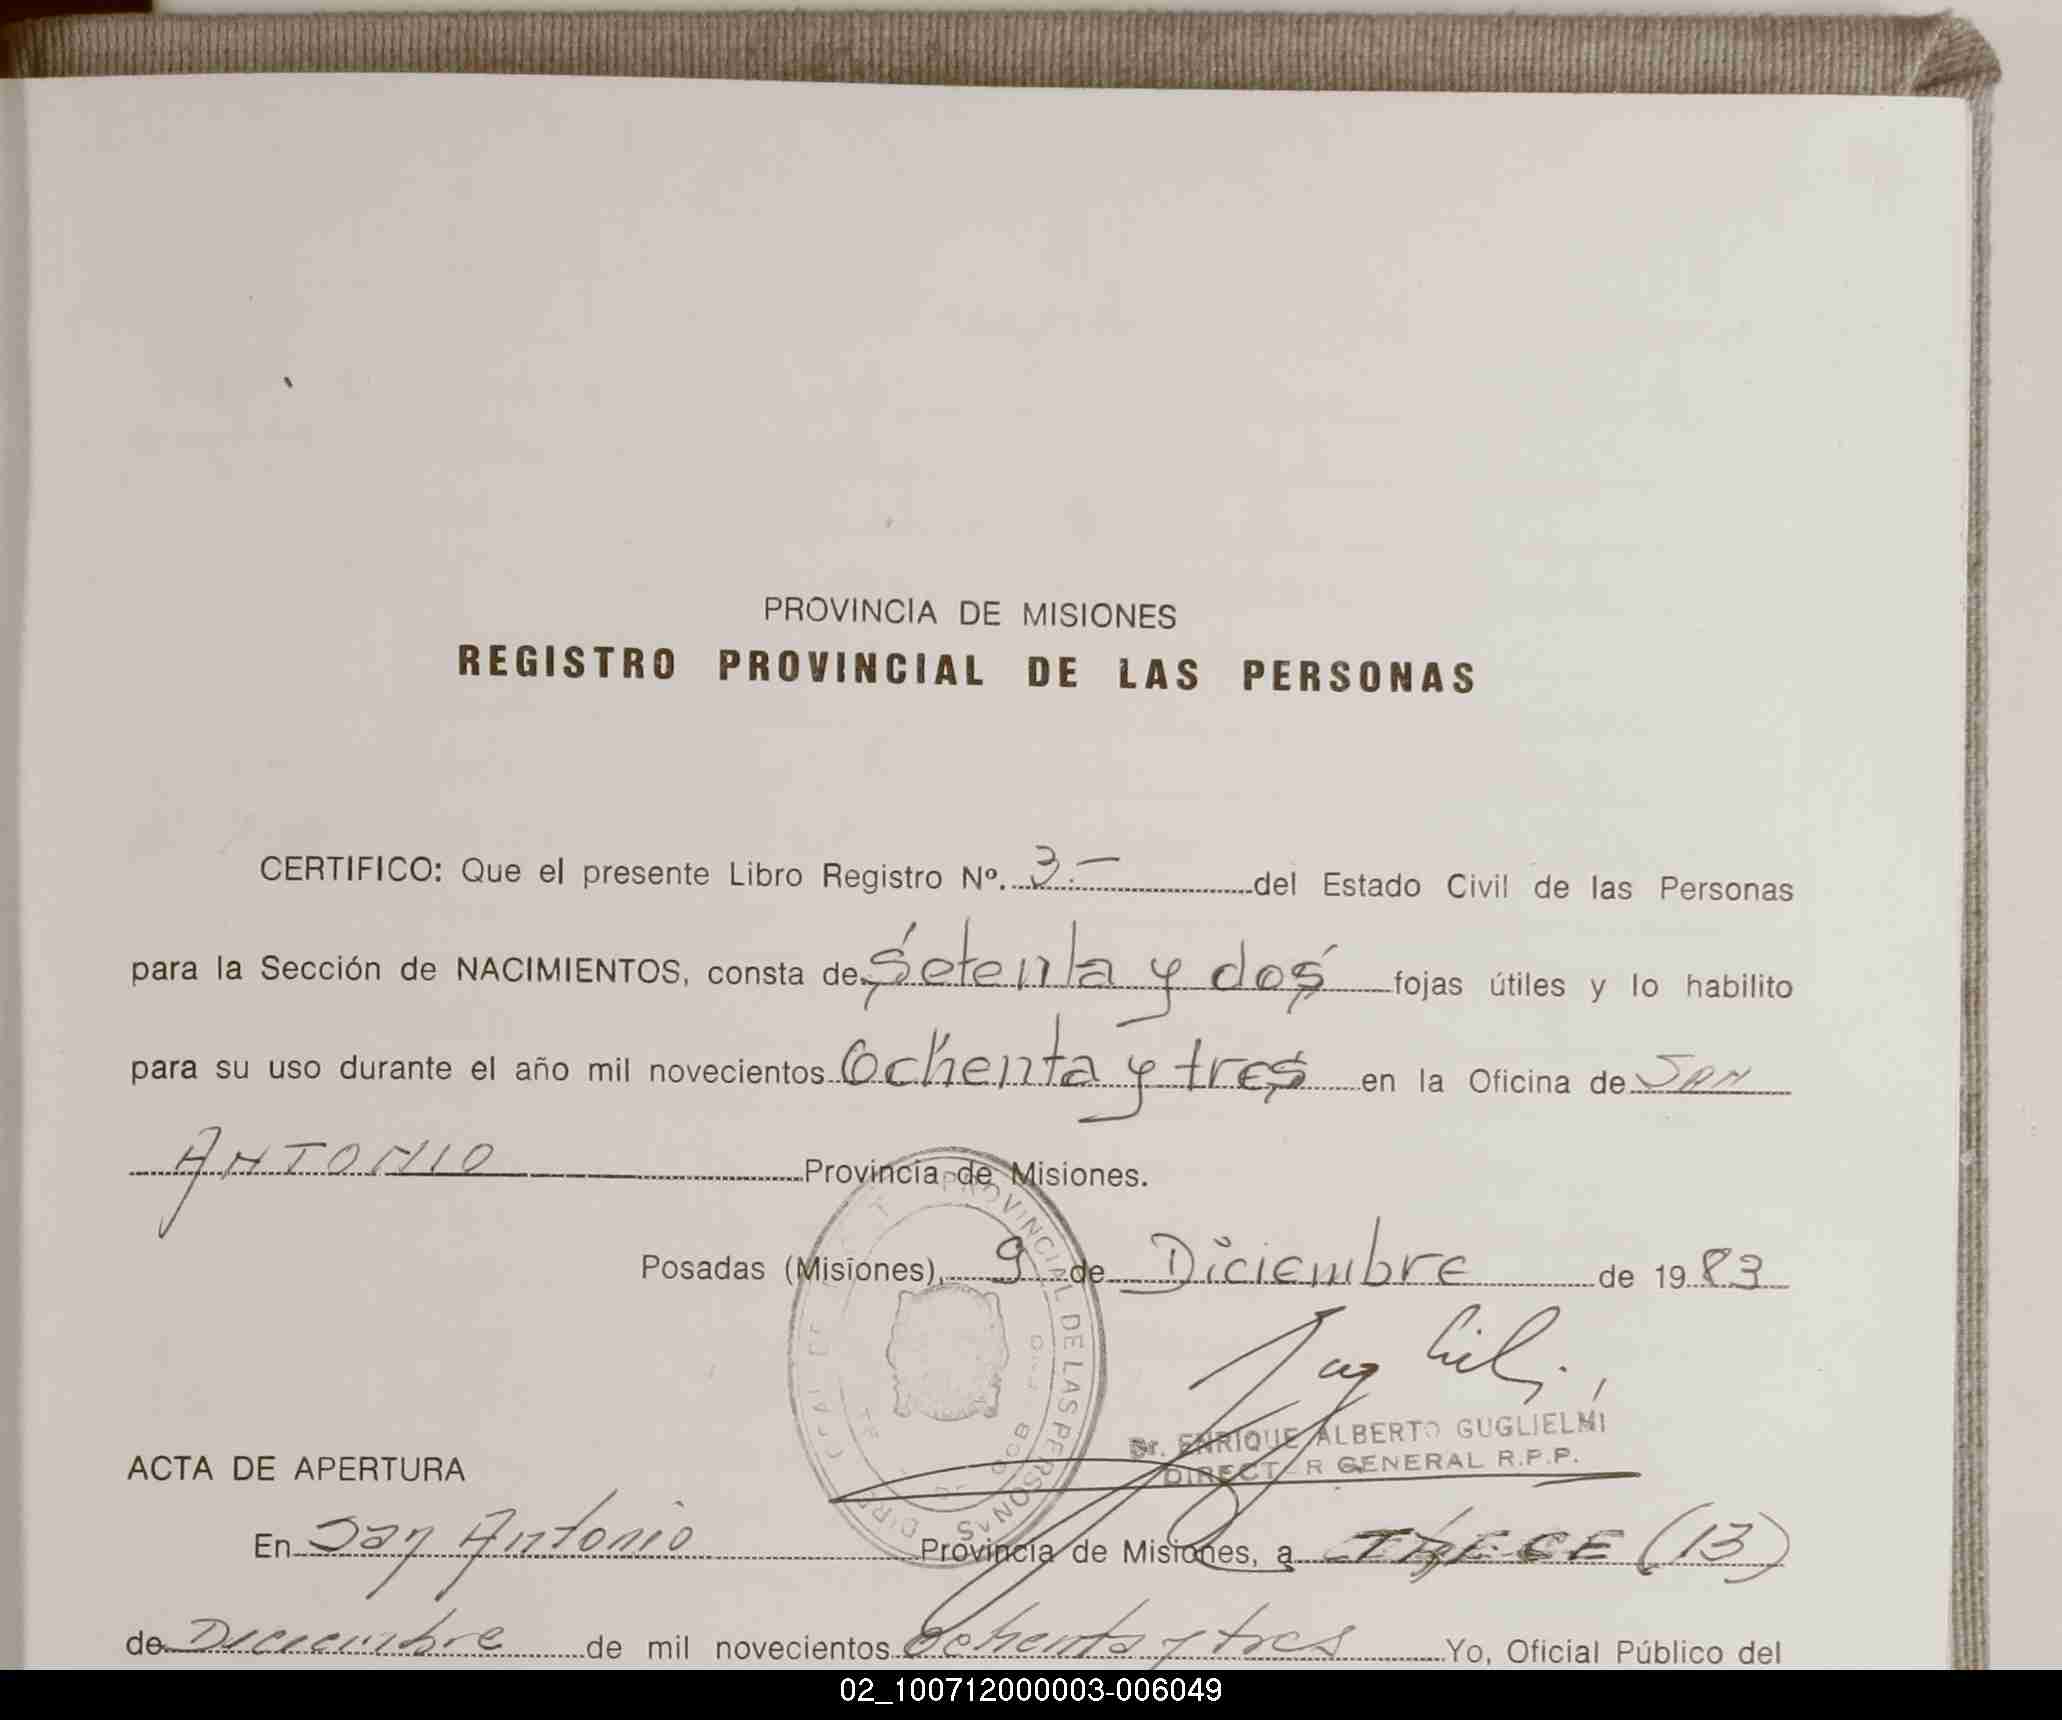 PROVINCIA DE MISIONES
REGISTRO PROVINCIAL DE LAS PERSONAS
CERTIFICO: Que el presente Libro Registro Nº. 3.— del Estado Civil de las Personas
para la Sección de NACIMIENTOS, consta de Setenta y dos fojas útiles y lo habilito
para su uso durante el año mil novecientos Ochenta y tres en la Oficina de SAN
ANTONIO Provincia de Misiones.
PROVINCIAL DE LAS PERSONAS
Posadas (Misiones), 9 de Diciembre de 1983
Dr. ENRIQUE ALBERTO GUGLIELMI
DIRECTOR GENERAL R.P.P.
ACTA DE APERTURA
En San Antonio Provincia de Misiones, a TRECE (13)
de Diciembre de mil novecientos Ochenta y tres Yo, Oficial Público del
02_100712000003-006049